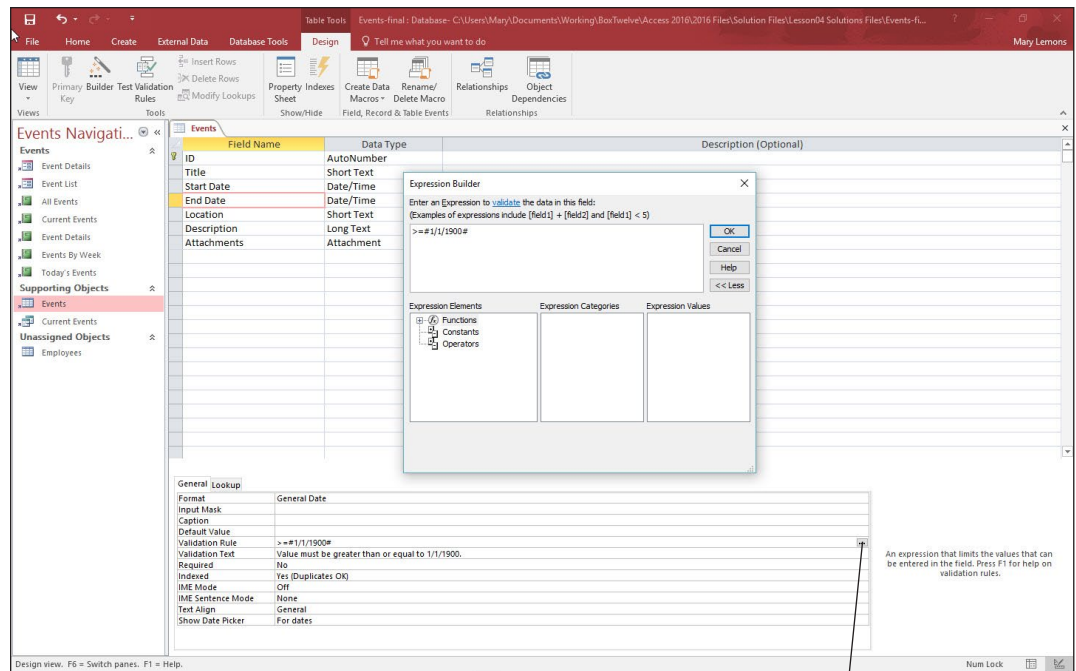 Table Tools
Events-final : Database- C:\Users\Mary\Documents\Working\BoxTwelve\Access 2016\2016 Files\Solution Files\Lesson04 Solutions Files\Events-fi...
?
File Home Create External Data Database Tools Design Tell me what you want to do Mary Lemons
View
Primary Key
Builder
Test Validation Rules
Insert Rows
Delete Rows
Modify Lookups
Property Sheet
Indexes
Create Data Macros
Rename/ Delete Macro
Relationships
Object Dependencies
Views Tools Show/Hide Field, Record & Table Events Relationships
Events Navigati...
Events
Event Details
Event List
All Events
Current Events
Event Details
Events By Week
Today's Events
Supporting Objects
Events
Current Events
Unassigned Objects
Employees
Events
Field Name Data Type Description (Optional)
ID AutoNumber
Title Short Text
Start Date Date/Time
End Date Date/Time
Location Short Text
Description Long Text
Attachments Attachment
Expression Builder
Enter an Expression to validate the data in this field:
(Examples of expressions include [field1] + [field2] and [field1] < 5)
>=#1/1/1900#
OK
Cancel
Help
<< Less
Expression Elements Expression Categories Expression Values
Functions
Constants
Operators
General Lookup
Format General Date
Input Mask
Caption
Default Value
Validation Rule >=#1/1/1900#
Validation Text Value must be greater than or equal to 1/1/1900.
Required No
Indexed Yes (Duplicates OK)
IME Mode Off
IME Sentence Mode None
Text Align General
Show Date Picker For dates
An expression that limits the values that can
be entered in the field. Press F1 for help on
validation rules.
Design view. F6 = Switch panes. F1 = Help. Num Lock